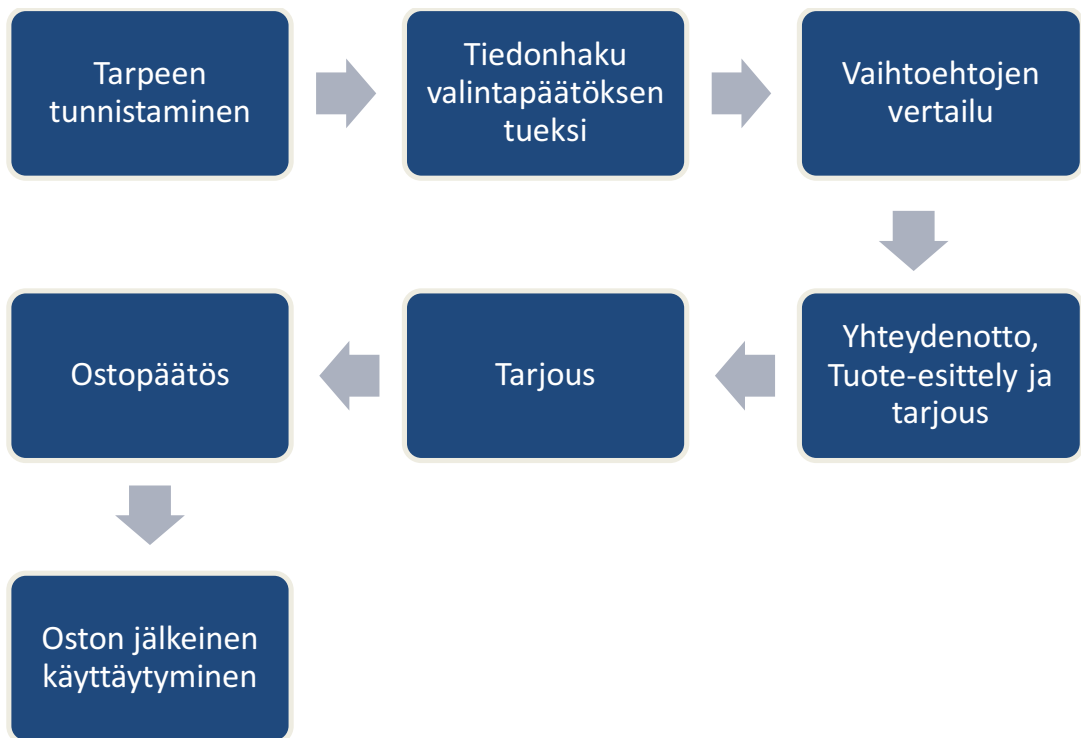 Tarpeen
tunnistaminen
Tiedonhaku
valintapäätöksen
tueksi
Vaihtoehtojen
vertailu
Yhteydenotto,
Tuote-esittely ja
tarjous
Tarjous
Ostopäätös
Oston jälkeinen
käyttäytyminen